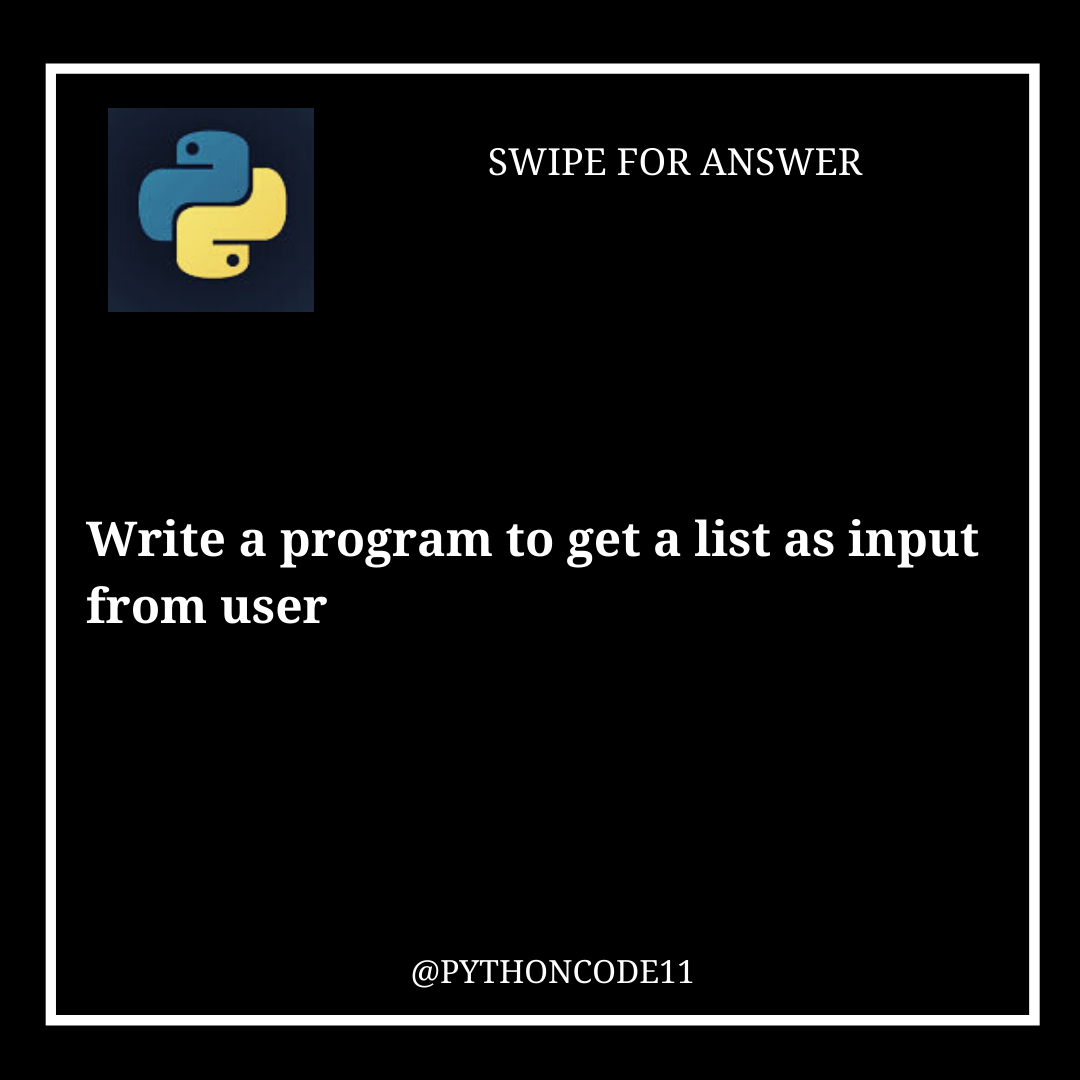 SWIPE FOR ANSWER
Write a program to get a list as input
from user
@PYTHONCODE11